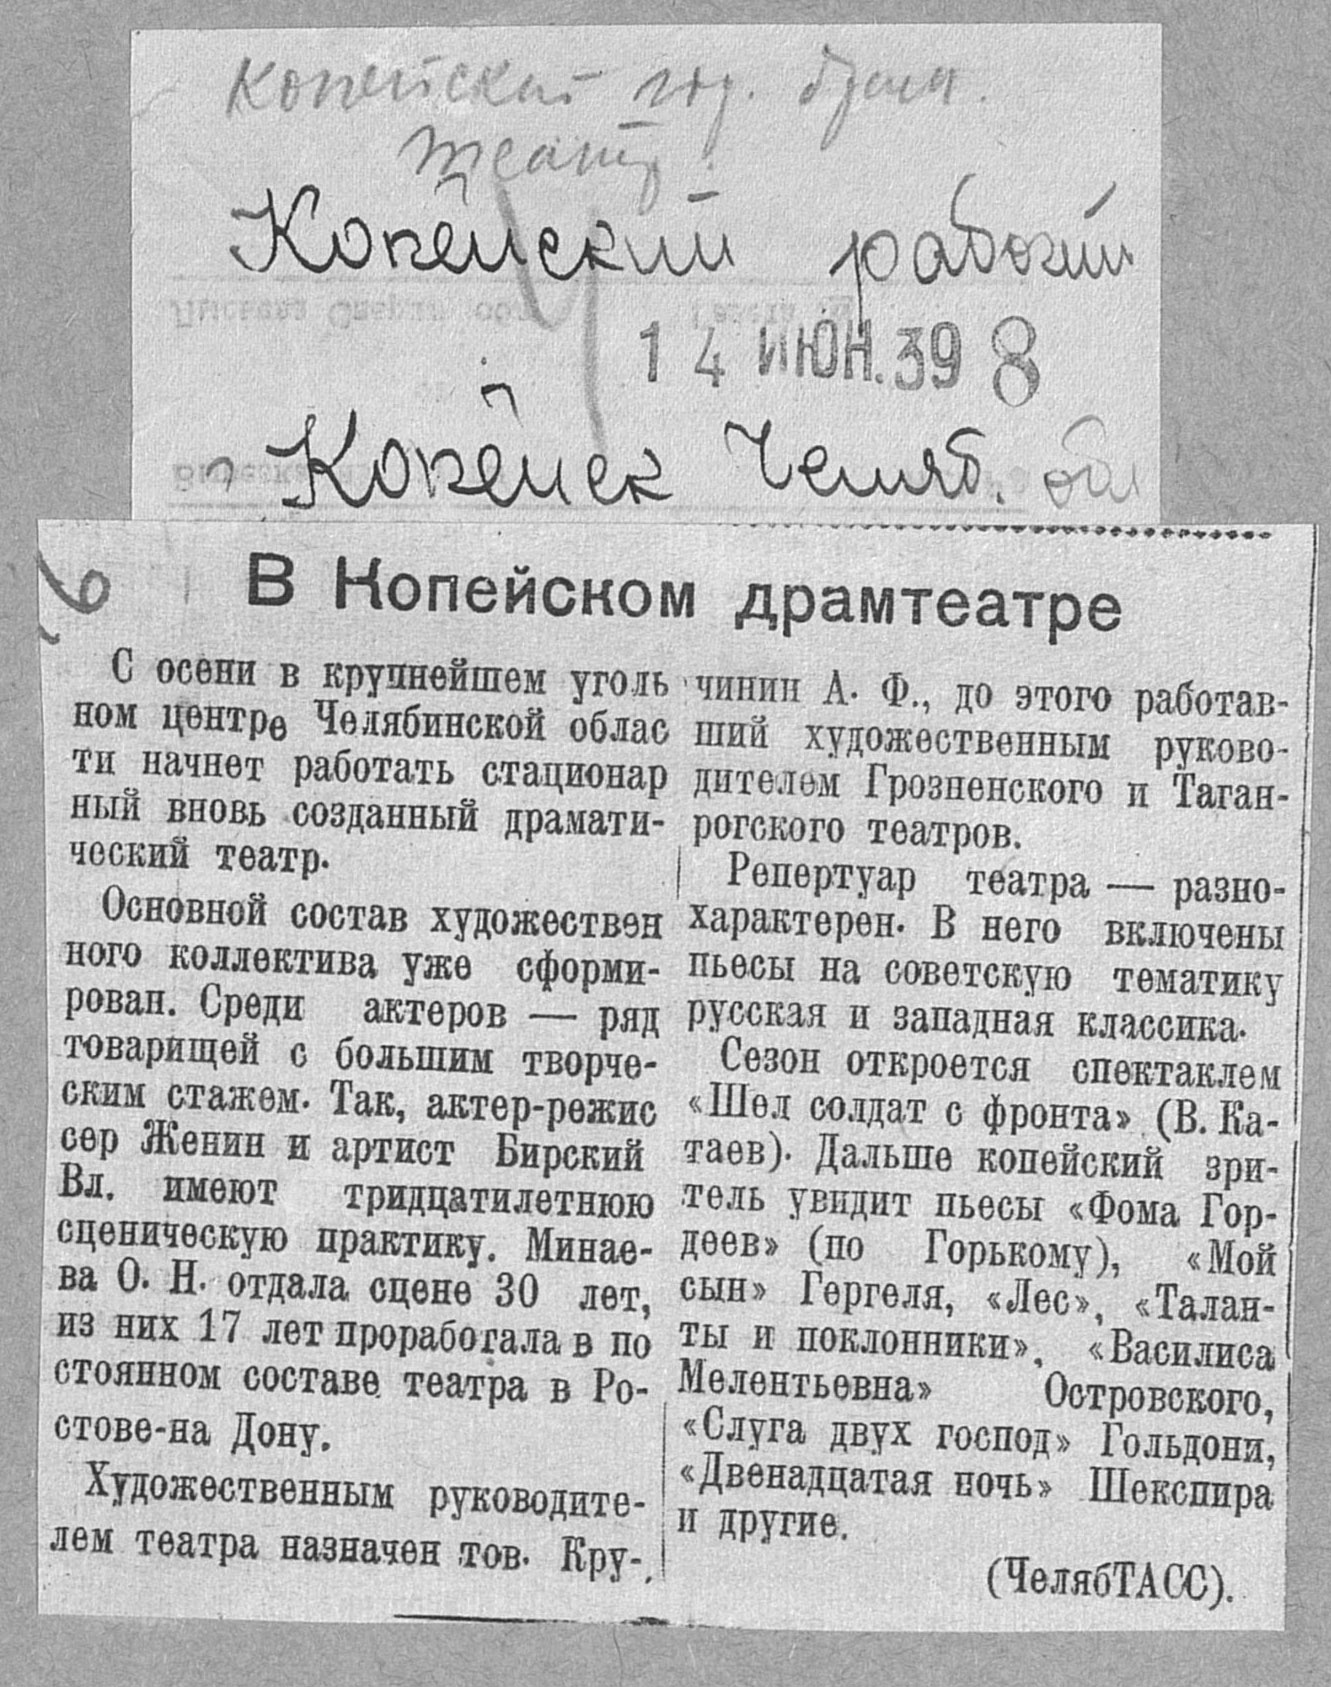 Копейский гор. драм.
театр.
Копейский рабочий
14 ИЮН. 39 8
Копейск Челяб. обл
6
В Копейском драмтеатре
С осени в крупнейшем уголь
ном центре Челябинской облас
ти начнет работать стационар
ный вновь созданный драмати-
ческий театр.
Основной состав художествен
ного коллектива уже сформи-
рован. Среди актеров — ряд
товарищей с большим творче-
ским стажем. Так, актер-режис
сер Женин и артист Бирский
Вл. имеют тридцатилетнюю
сценическую практику. Минае-
ва О. Н. отдала сцене 30 лет,
из них 17 лет проработала в по
стоянном составе театра в Ро-
стове-на Дону.
Художественным руководите-
лем театра назначен тов. Кру-
чинин А. Ф., до этого работав-
ший художественным руково-
дителем Грозненского и Таган-
рогского театров.
Репертуар театра — разно-
характерен. В него включены
пьесы на советскую тематику
русская и западная классика.
Сезон откроется спектаклем
«Шел солдат с фронта» (В. Ка-
таев). Дальше копейский зри-
тель увидит пьесы «Фома Гор-
деев» (по Горькому), «Мой
сын» Гергеля, «Лес», «Талан-
ты и поклонники», «Василиса
Мелентьевна» Островского,
«Слуга двух господ» Гольдони,
«Двенадцатая ночь» Шекспира
и другие.
(ЧелябТАСС).